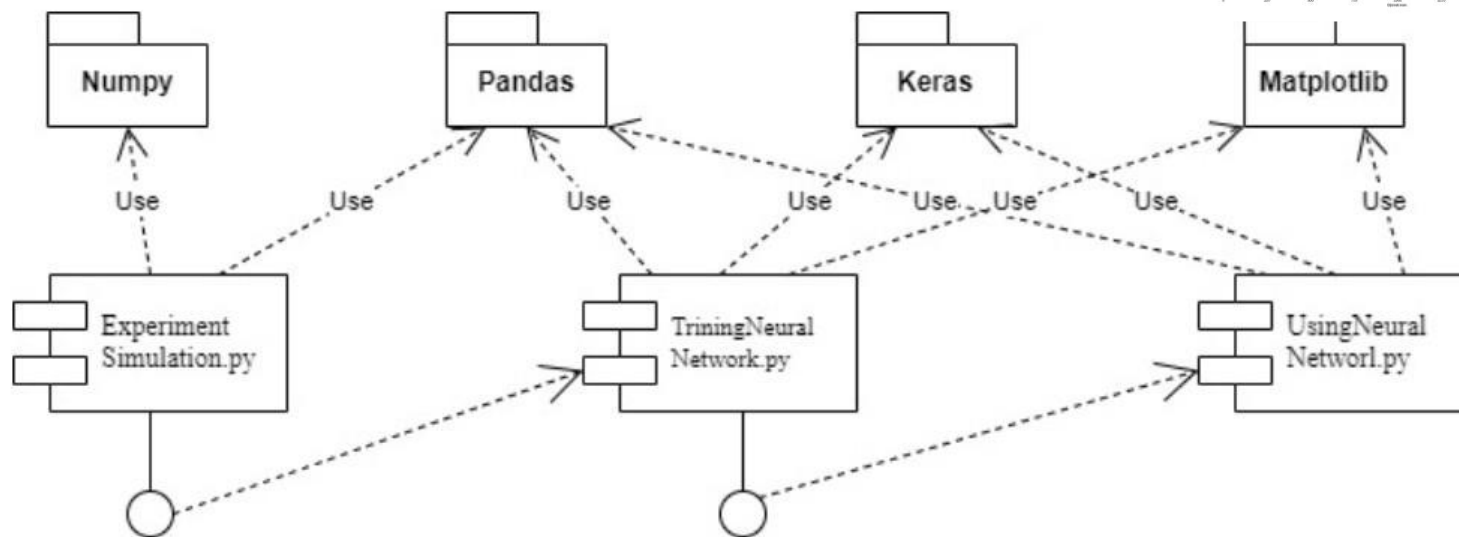 Numpy
Pandas
Keras
Matplotlib
Use
Use
Use
Use
Use
Use
Use
Use
Experiment
Simulation.py
TriningNeural
Network.py
UsingNeural
Networl.py